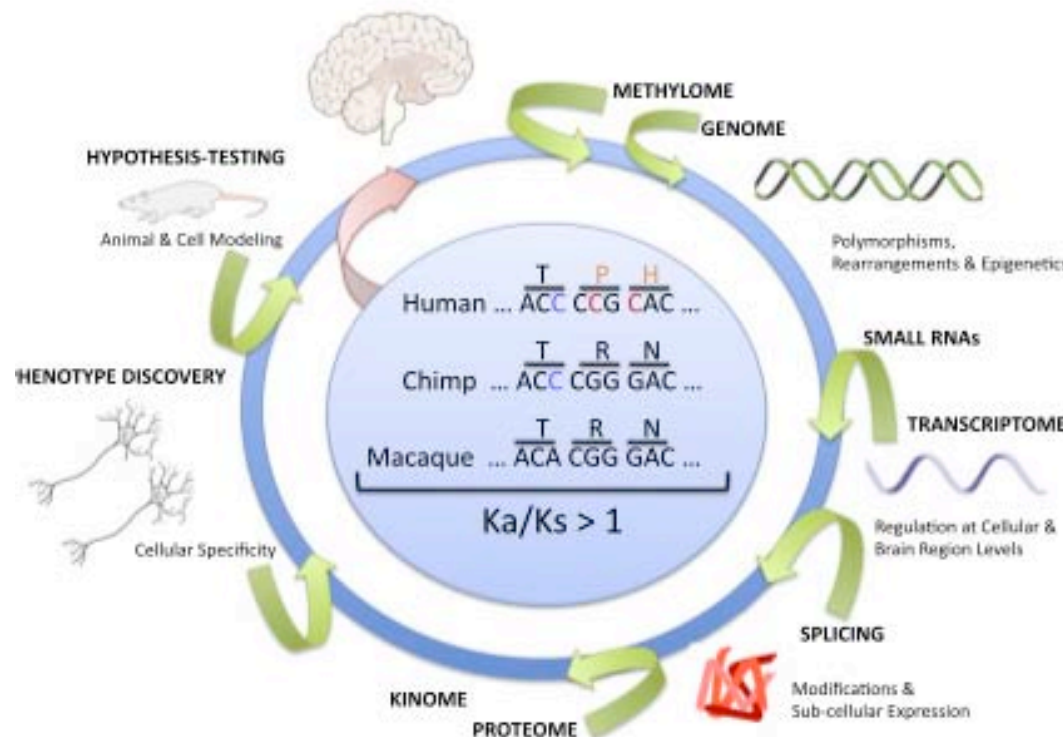 METHYLOME
GENOME
HYPOTHESIS-TESTING
Animal & Cell Modeling
Polymorphisms,
Rearrangements & Epigenetics
T P H
Human ... ACC CCG CAC ...
T R N
Chimp ... ACC CGG GAC ...
T R N
Macaque ... ACA CGG GAC ...
Ka/Ks > 1
SMALL RNAs
PHENOTYPE DISCOVERY
TRANSCRIPTOME
Regulation at Cellular &
Brain Region Levels
Cellular Specificity
SPLICING
Modifications &
Sub-cellular Expression
KINOME
PROTEOME